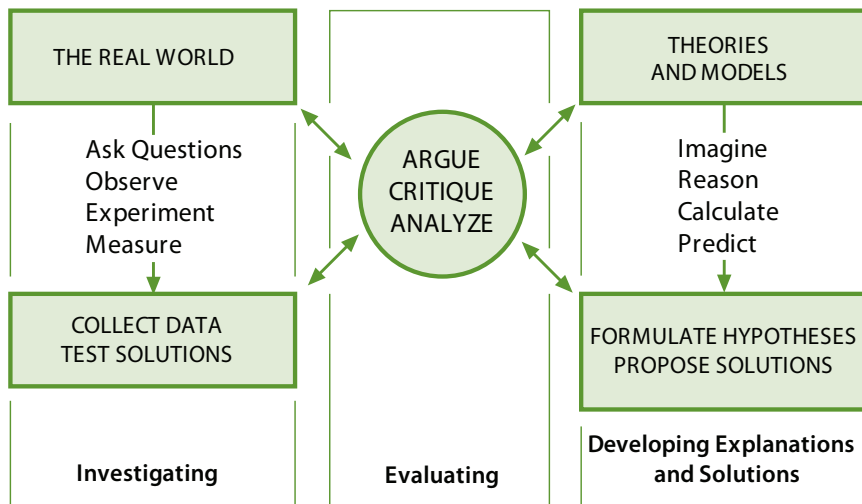 THE REAL WORLD
Ask Questions
Observe
Experiment
Measure
COLLECT DATA
TEST SOLUTIONS
Investigating
ARGUE
CRITIQUE
ANALYZE
Evaluating
THEORIES
AND MODELS
Imagine
Reason
Calculate
Predict
FORMULATE HYPOTHESES
PROPOSE SOLUTIONS
Developing Explanations
and Solutions